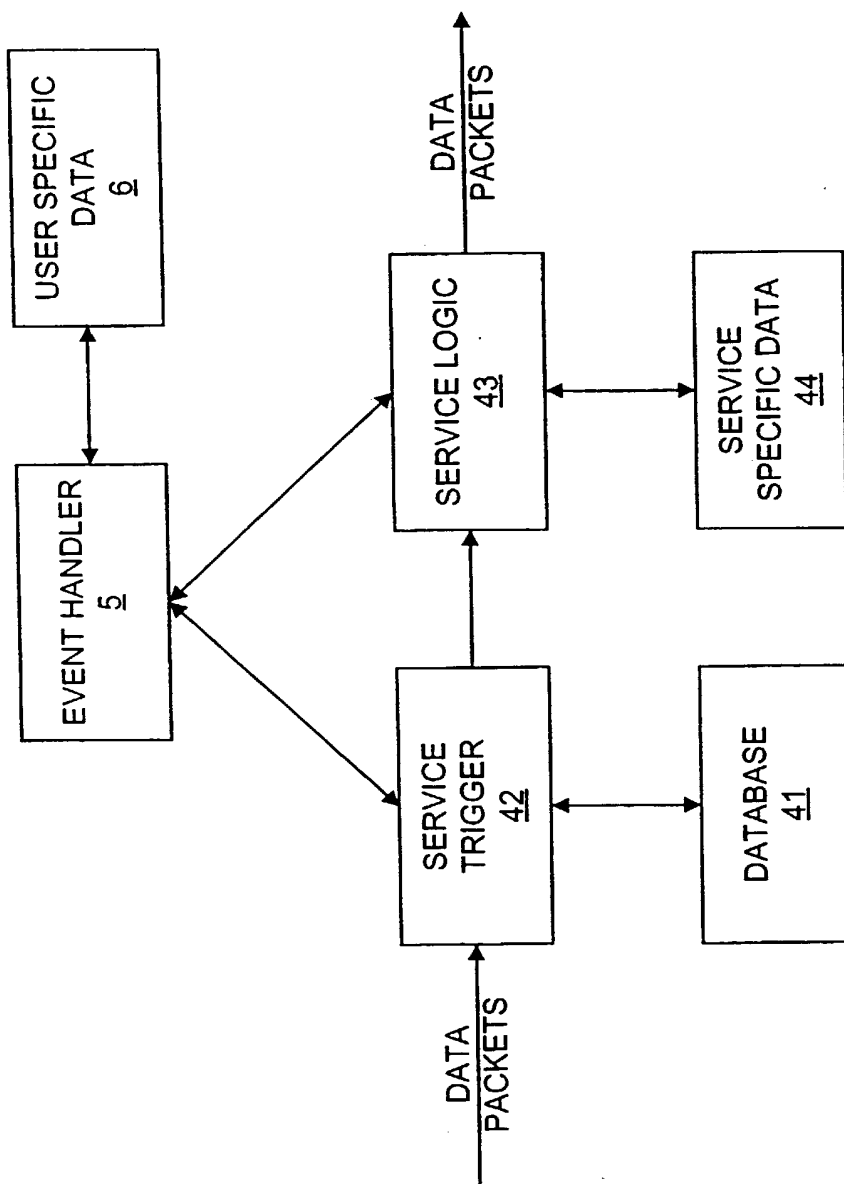 EVENT HANDLER
5
USER SPECIFIC
DATA
6
DATA
PACKETS
SERVICE
TRIGGER
42
SERVICE LOGIC
43
DATA
PACKETS
DATABASE
41
SERVICE
SPECIFIC DATA
44